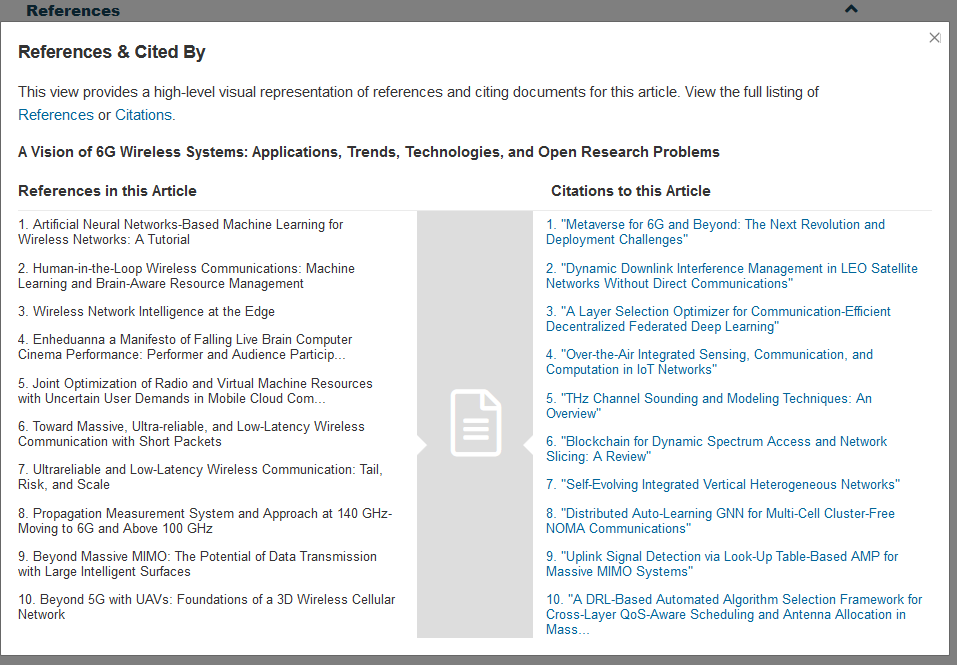 References
References & Cited By
This view provides a high-level visual representation of references and citing documents for this article. View the full listing of
References or Citations.
A Vision of 6G Wireless Systems: Applications, Trends, Technologies, and Open Research Problems
References in this Article
1. Artificial Neural Networks-Based Machine Learning for
Wireless Networks: A Tutorial
2. Human-in-the-Loop Wireless Communications: Machine
Learning and Brain-Aware Resource Management
3. Wireless Network Intelligence at the Edge
4. Enheduanna a Manifesto of Falling Live Brain Computer
Cinema Performance: Performer and Audience Particip...
5. Joint Optimization of Radio and Virtual Machine Resources
with Uncertain User Demands in Mobile Cloud Com...
6. Toward Massive, Ultra-reliable, and Low-Latency Wireless
Communication with Short Packets
7. Ultrareliable and Low-Latency Wireless Communication: Tail,
Risk, and Scale
8. Propagation Measurement System and Approach at 140 GHz-
Moving to 6G and Above 100 GHz
9. Beyond Massive MIMO: The Potential of Data Transmission
with Large Intelligent Surfaces
10. Beyond 5G with UAVs: Foundations of a 3D Wireless Cellular
Network
Citations to this Article
1. "Metaverse for 6G and Beyond: The Next Revolution and
Deployment Challenges"
2. "Dynamic Downlink Interference Management in LEO Satellite
Networks Without Direct Communications"
3. "A Layer Selection Optimizer for Communication-Efficient
Decentralized Federated Deep Learning"
4. "Over-the-Air Integrated Sensing, Communication, and
Computation in IoT Networks"
5. "THz Channel Sounding and Modeling Techniques: An
Overview"
6. "Blockchain for Dynamic Spectrum Access and Network
Slicing: A Review"
7. "Self-Evolving Integrated Vertical Heterogeneous Networks"
8. "Distributed Auto-Learning GNN for Multi-Cell Cluster-Free
NOMA Communications"
9. "Uplink Signal Detection via Look-Up Table-Based AMP for
Massive MIMO Systems"
10. "A DRL-Based Automated Algorithm Selection Framework for
Cross-Layer QoS-Aware Scheduling and Antenna Allocation in
Mass...